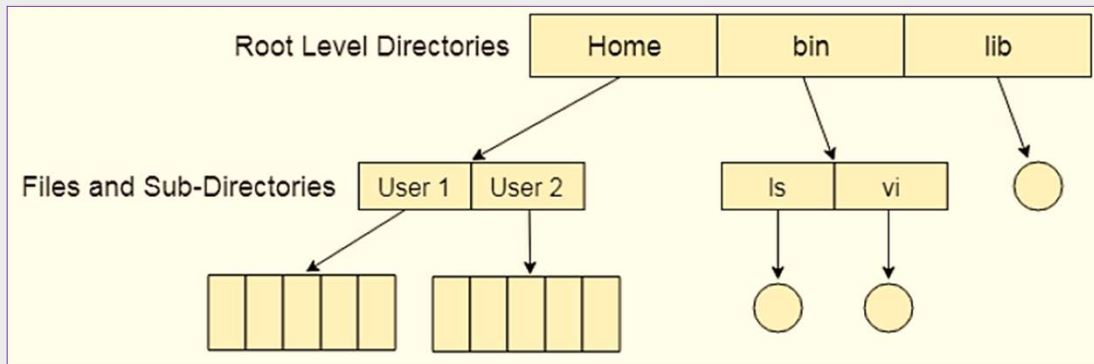 Root Level Directories Home bin lib
Files and Sub-Directories User 1 User 2 ls vi